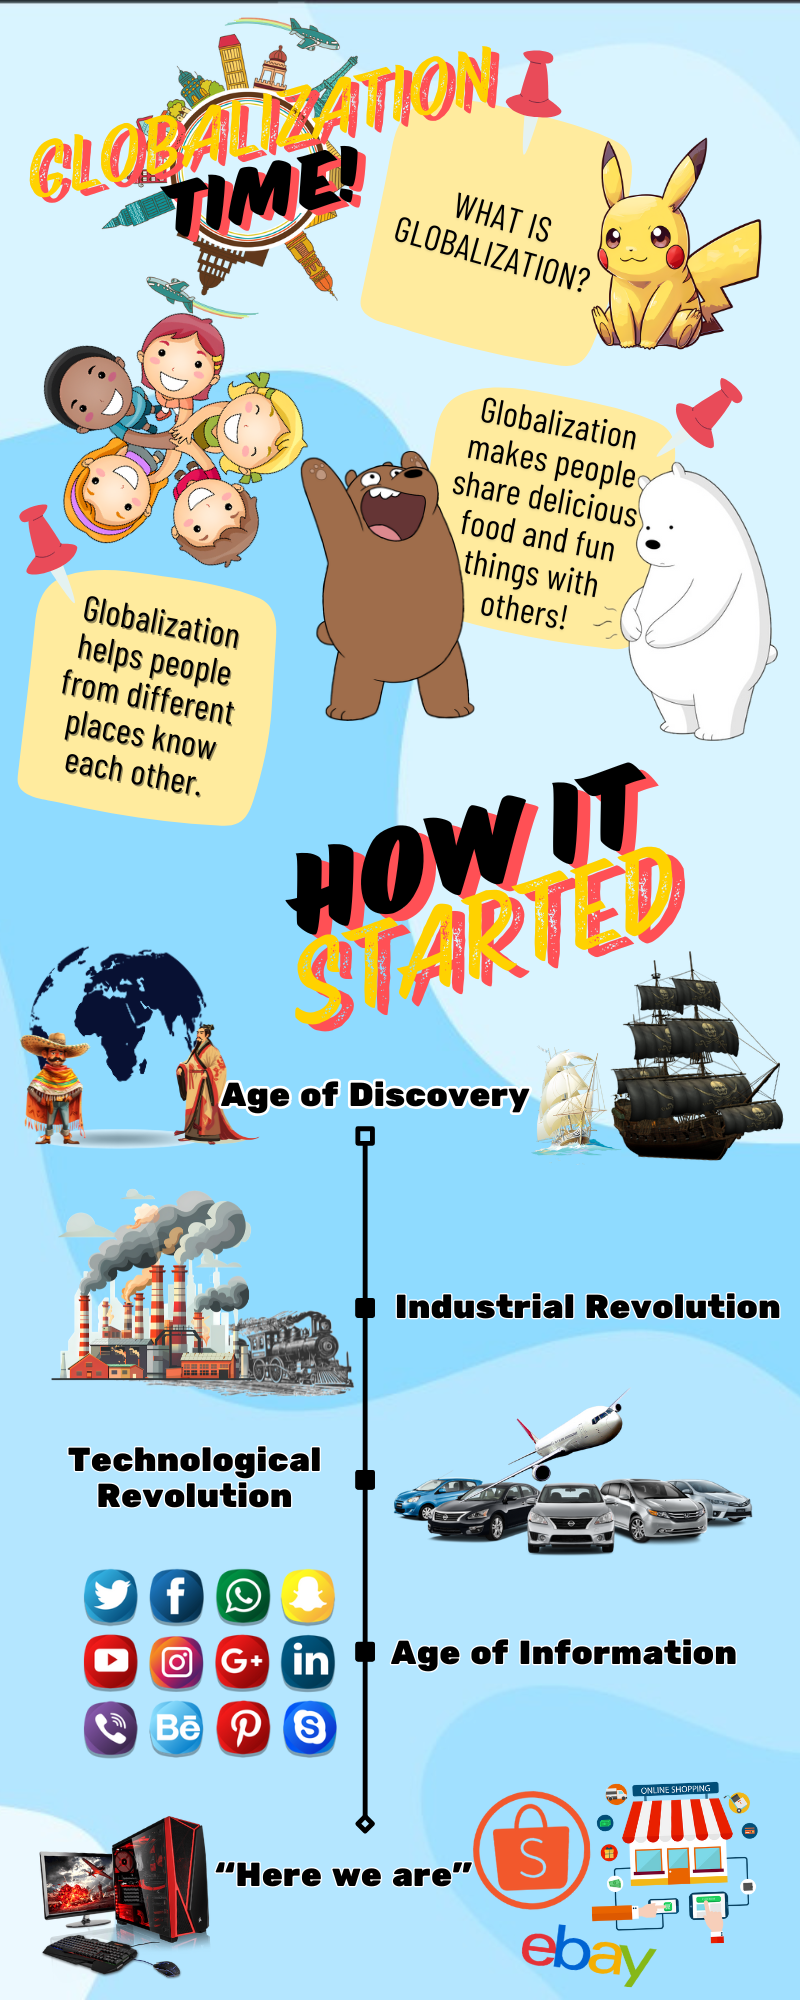 GLOBALIZATION
TIME!
WHAT IS
GLOBALIZATION?
Globalization
makes people
share delicious
food and fun
things with
others!
Globalization
helps people
from different
places know
each other.
HOW IT
STARTED
Age of Discovery
Industrial Revolution
Technological
Revolution
f
G+
in
Bē
Age of Information
ONLINE SHOPPING
S
"Here we are"
ebay